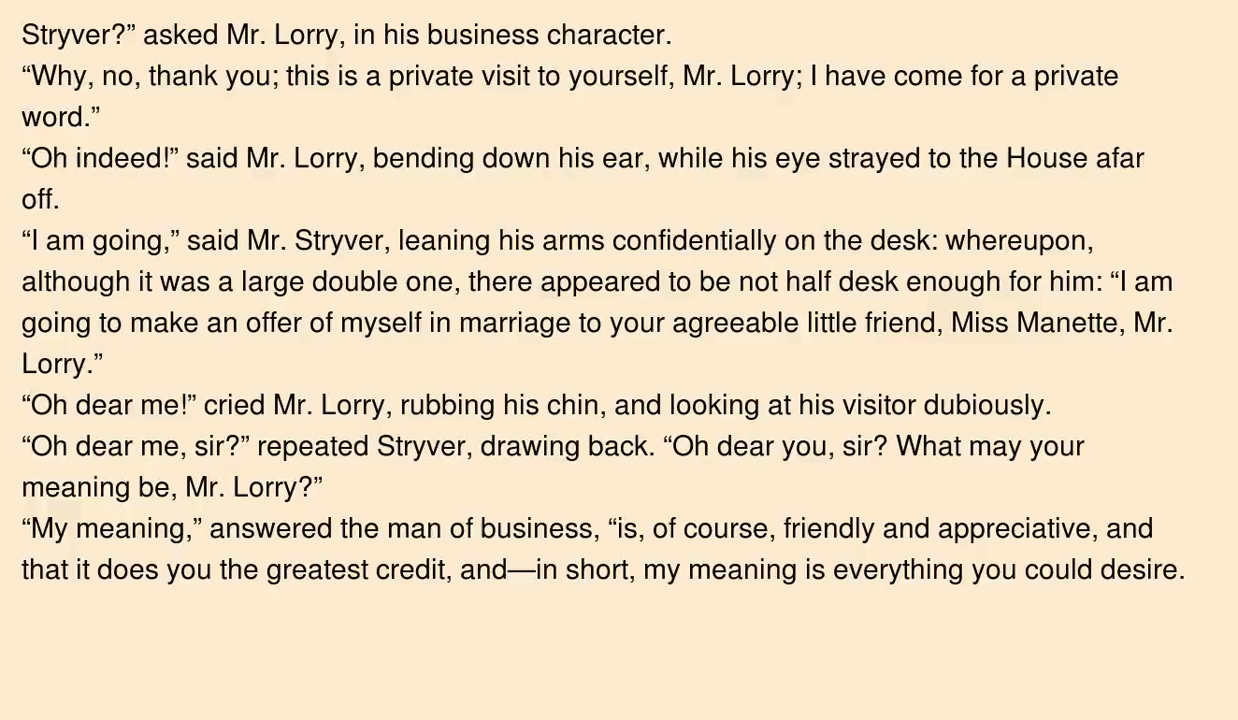 Stryver?” asked Mr. Lorry, in his business character.
“Why, no, thank you; this is a private visit to yourself, Mr. Lorry; I have come for a private
word.”
“Oh indeed!” said Mr. Lorry, bending down his ear, while his eye strayed to the House afar
off.
“I am going,” said Mr. Stryver, leaning his arms confidentially on the desk: whereupon,
although it was a large double one, there appeared to be not half desk enough for him: “I am
going to make an offer of myself in marriage to your agreeable little friend, Miss Manette, Mr.
Lorry.”
“Oh dear me!” cried Mr. Lorry, rubbing his chin, and looking at his visitor dubiously.
“Oh dear me, sir?” repeated Stryver, drawing back. “Oh dear you, sir? What may your
meaning be, Mr. Lorry?”
“My meaning,” answered the man of business, “is, of course, friendly and appreciative, and
that it does you the greatest credit, and—in short, my meaning is everything you could desire.